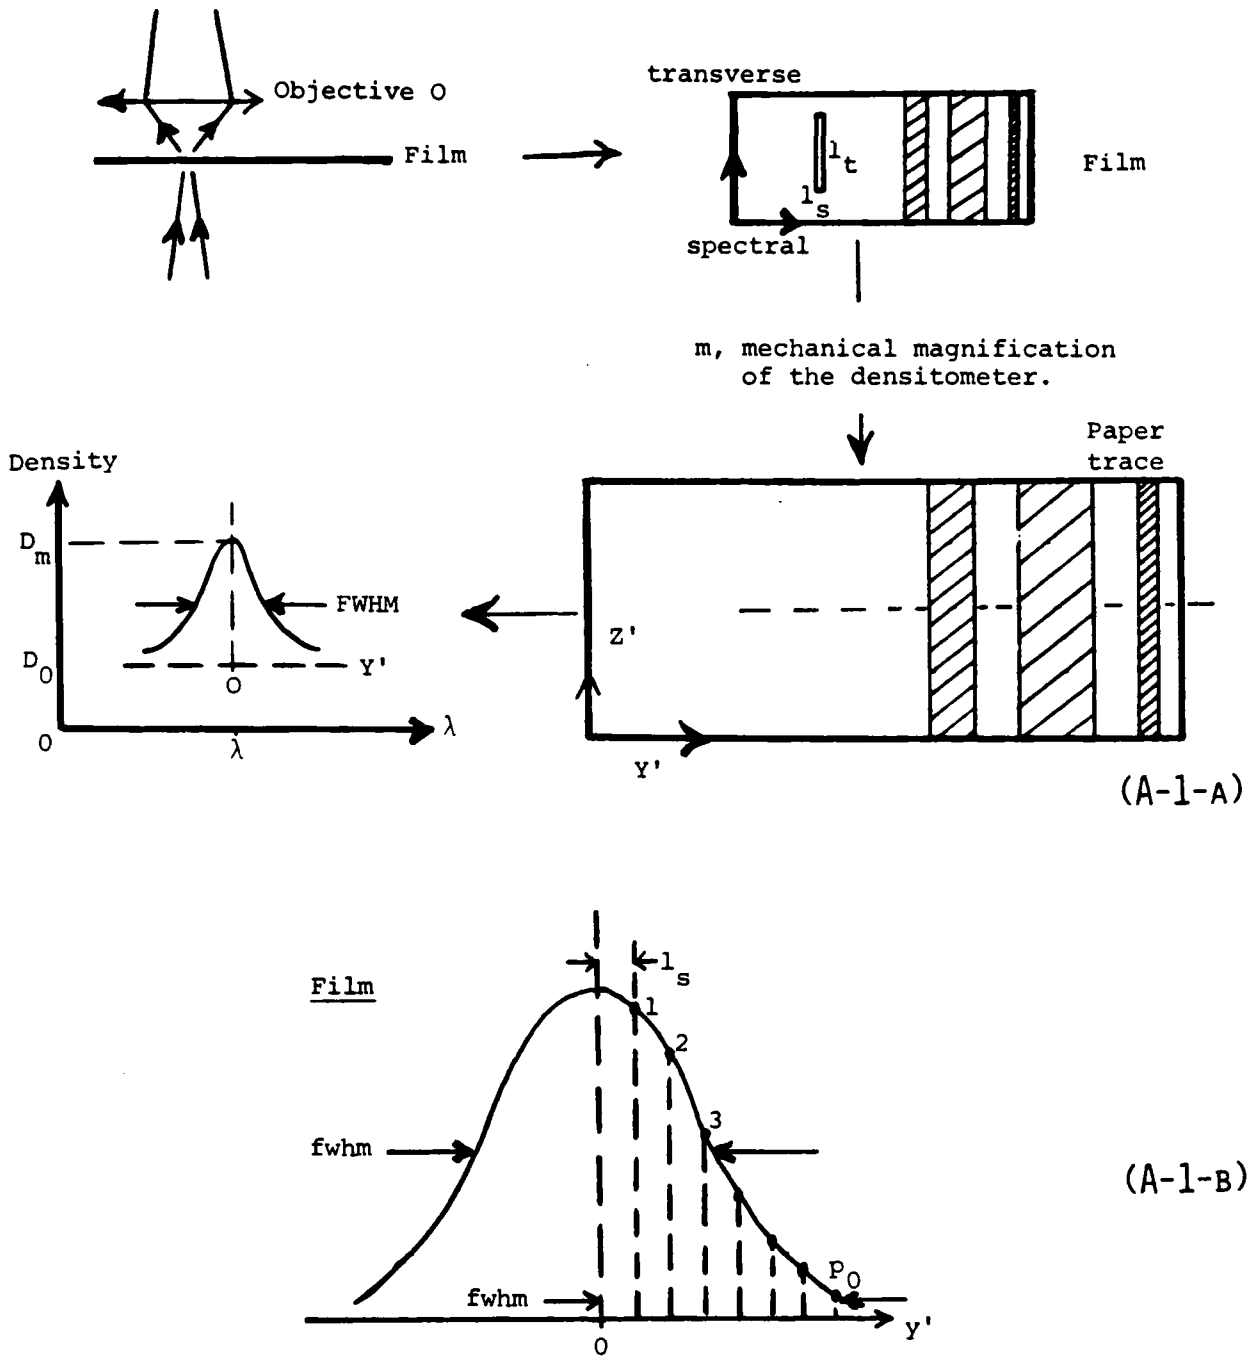 Objective O
Film
transverse
l_t
l_s
spectral
Film
m, mechanical magnification
of the densitometer.
Paper
trace
Density
D_m
FWHM
D_0
Y'
O
O
λ
λ
Z'
Y'
(A-1-A)
Film
l_s
1
2
3
fwhm
p_0
fwhm
y'
O
(A-1-B)